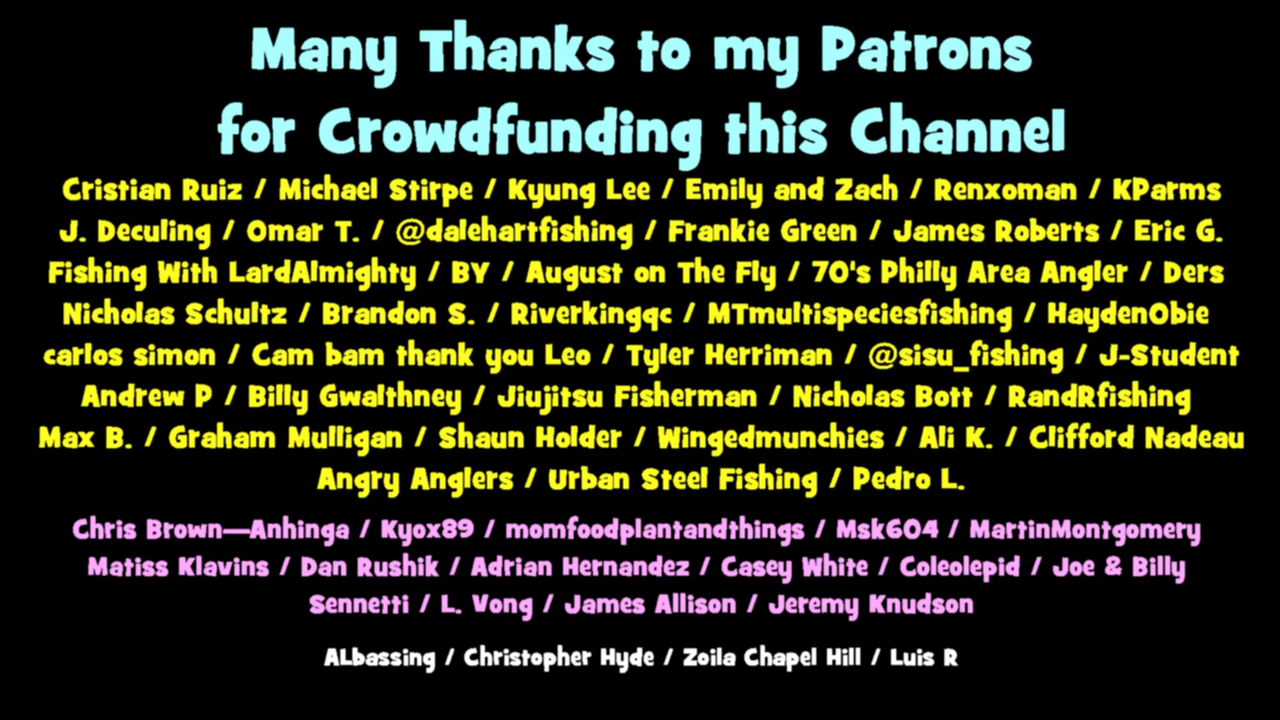 Many Thanks to my Patrons
for Crowdfunding this Channel
Cristian Ruiz / Michael Stirpe / Kyung Lee / Emily and Zach / Renxoman / KParms
J. Deculing / Omar T. / @dalehartfishing / Frankie Green / James Roberts / Eric G.
Fishing With LardAlmighty / BY / August on The Fly / 70's Philly Area Angler / Ders
Nicholas Schultz / Brandon S. / Riverkingqc / MTmultispeciesfishing / HaydenObie
carlos simon / Cam bam thank you Leo / Tyler Herriman / @sisu_fishing / J-Student
Andrew P / Billy Gwalthney / Jiujitsu Fisherman / Nicholas Bott / RandRfishing
Max B. / Graham Mulligan / Shaun Holder / Wingedmunchies / Ali K. / Clifford Nadeau
Angry Anglers / Urban Steel Fishing / Pedro L.
Chris Brown—Anhinga / Kyox89 / momfoodplantandthings / Msk604 / MartinMontgomery
Matiss Klavins / Dan Rushik / Adrian Hernandez / Casey White / Coleolepid / Joe & Billy
Sennetti / L. Vong / James Allison / Jeremy Knudson
ALbassing / Christopher Hyde / Zoila Chapel Hill / Luis R